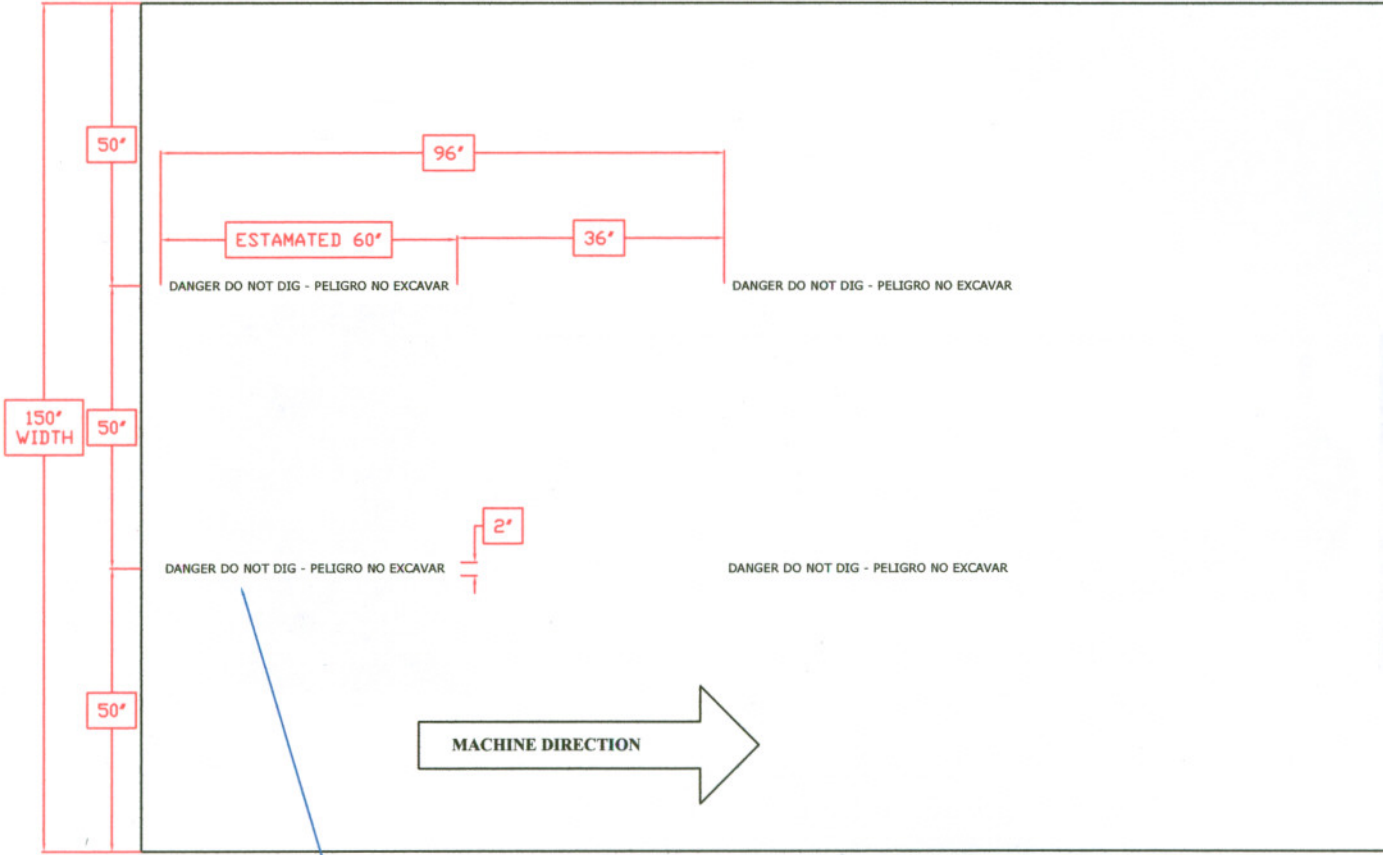 50"
96"
ESTAMATED 60"
36"
DANGER DO NOT DIG - PELIGRO NO EXCAVAR
DANGER DO NOT DIG - PELIGRO NO EXCAVAR
150"
WIDTH
50"
2"
DANGER DO NOT DIG - PELIGRO NO EXCAVAR
DANGER DO NOT DIG - PELIGRO NO EXCAVAR
50"
MACHINE DIRECTION